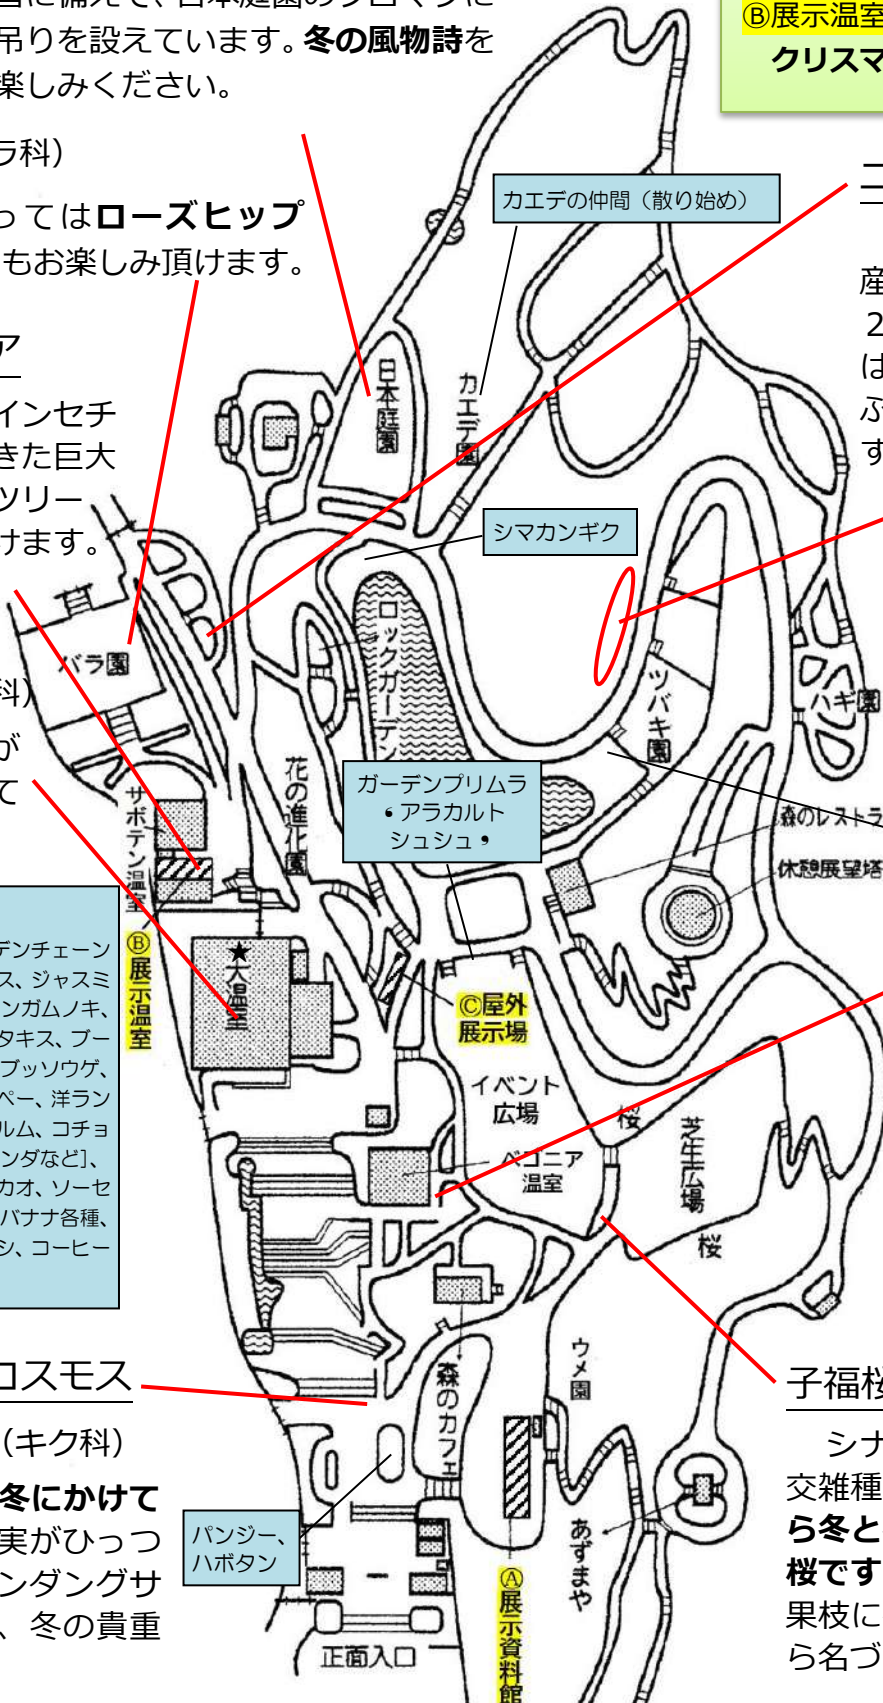 雪に備えて、日本庭園のクロマツに
吊りを設えています。冬の風物詩を
楽しみください。
ラ科）
ってはローズヒップ
もお楽しみ頂けます。
ア
インセチ
きた巨大
ツリー
けます。
科）
が
て
Ⓑ展示温室
クリスマ
産
2
は
ぶ
す
カエデの仲間（散り始め）
日本庭園
カエデ園
シマカンギク
ロックガーデン
バラ園
ツバキ園
ハギ園
花の進化園
サボテン温室
ガーデンプリムラ
❛アラカルト
シュシュ❜
森のレストラ
休憩展望塔
Ⓑ展示温室
★
大温室
Ⓒ屋外
展示場
イベント
広場
桜
芝生広場
桜
ベゴニア
温室
デンチェーン
ス、ジャスミ
ンガムノキ、
タキス、ブー
ブッソウゲ、
ペー、洋ラン
ルム、コチョ
ンダなど］、
カオ、ソーセ
バナナ各種、
シ、コーヒー
コスモス
（キク科）
冬にかけて
実がひっつ
ンダングサ
、冬の貴重
パンジー、
ハボタン
森のカフェ
ウメ園
あずまや
Ⓐ展示資料館
正面入口
子福桜
シナ
交雑種
ら冬と
桜です
果枝に
ら名づ